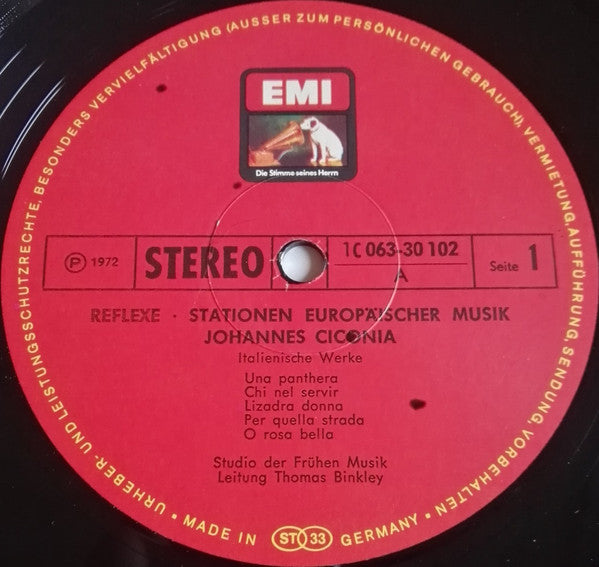 URHEBER- UND LEISTUNGSSCHUTZRECHTE, BESONDERS VERVIELFÄLTIGUNG (AUSSER ZUM PERSÖNLICHEN GEBRAUCH), VERMIETUNG, AUFFÜHRUNG, SENDUNG, VORBEHALTEN •
EMI
Die Stimme seines Herrn
℗ 1972
STEREO
1C 063-30 102
A
Seite 1
REFLEXE · STATIONEN EUROPÄISCHER MUSIK
JOHANNES CICONIA
Italienische Werke
Una panthera
Chi nel servir
Lizadra donna
Per quella strada
O rosa bella
Studio der Frühen Musik
Leitung Thomas Binkley
• MADE IN ST 33 GERMANY •